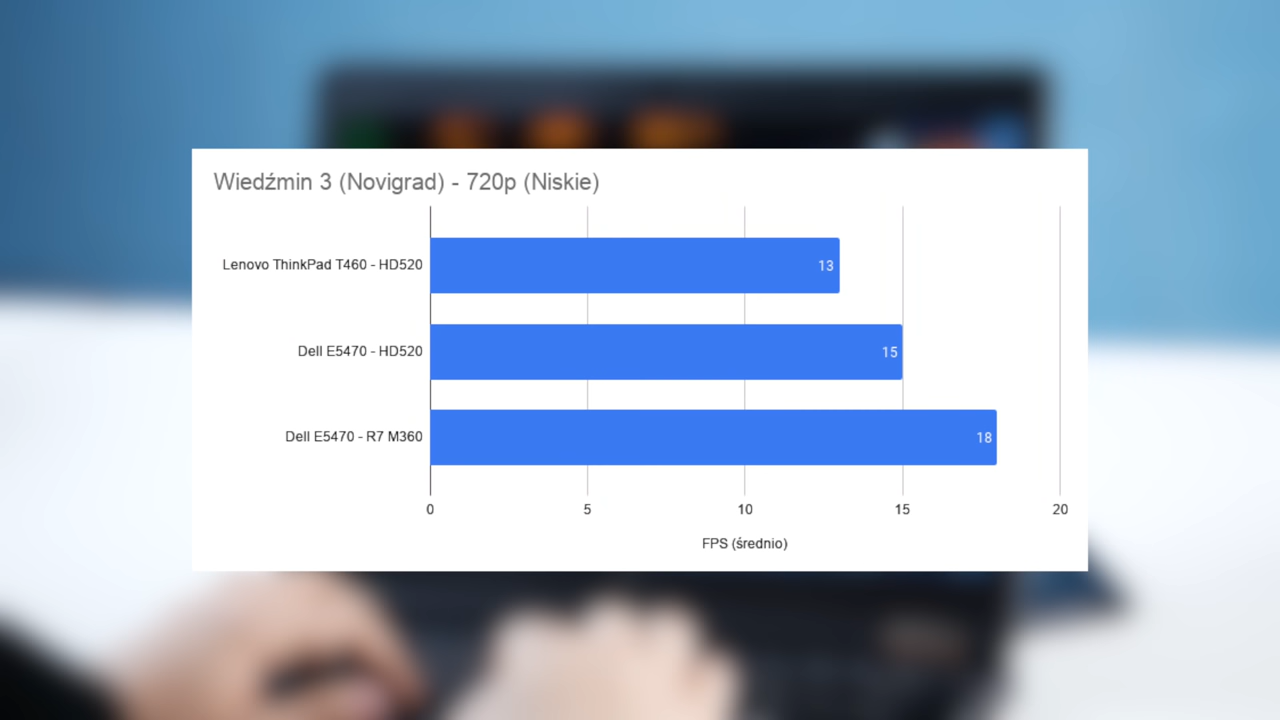 Wiedźmin 3 (Novigrad) - 720p (Niskie)
Lenovo ThinkPad T460 - HD520
13
Dell E5470 - HD520
15
Dell E5470 - R7 M360
18
0 5 10 15 20
FPS (średnio)